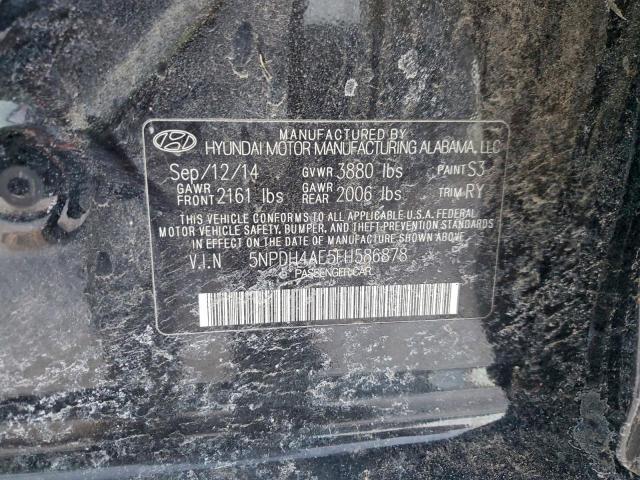 MANUFACTURED BY
HYUNDAI MOTOR MANUFACTURING ALABAMA, LLC
Sep/12/14 GVWR 3880 lbs PAINT S3
GAWR FRONT 2161 lbs GAWR REAR 2006 lbs TRIM RY
THIS VEHICLE CONFORMS TO ALL APPLICABLE U.S.A. FEDERAL
MOTOR VEHICLE SAFETY, BUMPER, AND THEFT-PREVENTION STANDARDS
IN EFFECT ON THE DATE OF MANUFACTURE SHOWN ABOVE.
V.I.N 5NPDH4AE5FH586878
PASSENGER CAR